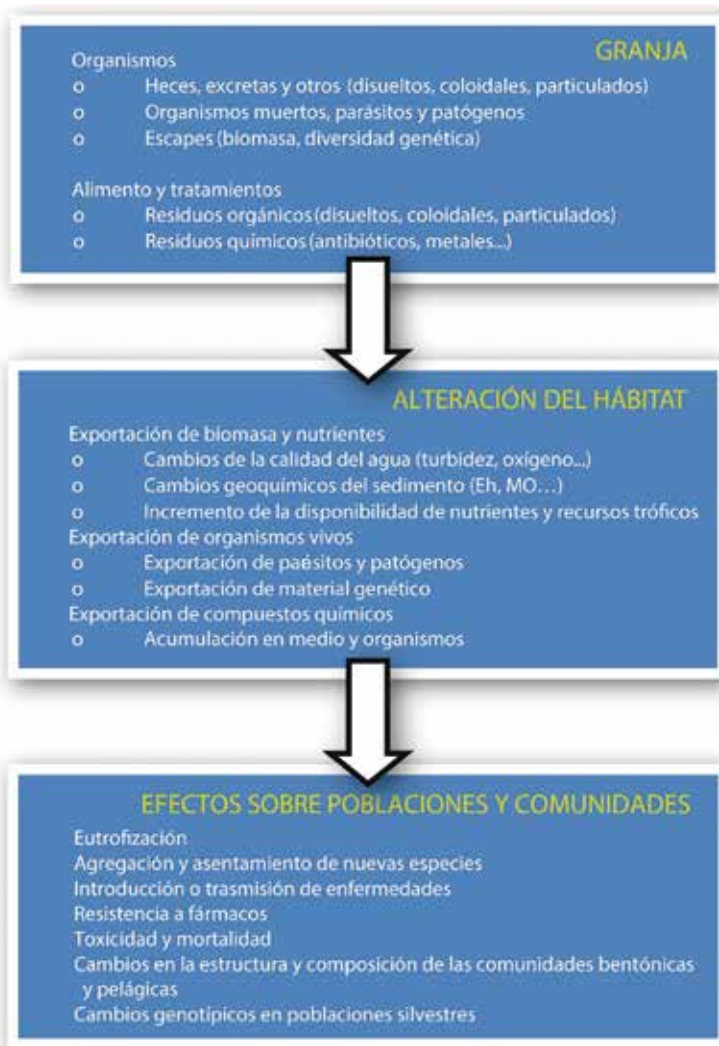 GRANJA
Organismos
o Heces, excretas y otros (disueltos, coloidales, particulados)
o Organismos muertos, parásitos y patógenos
o Escapes (biomasa, diversidad genética)
Alimento y tratamientos
o Residuos orgánicos (disueltos, coloidales, particulados)
o Residuos químicos (antibióticos, metales...)
ALTERACIÓN DEL HÁBITAT
Exportación de biomasa y nutrientes
o Cambios de la calidad del agua (turbidez, oxígeno...)
o Cambios geoquímicos del sedimento (Eh, MO...)
o Incremento de la disponibilidad de nutrientes y recursos tróficos
Exportación de organismos vivos
o Exportación de paésitos y patógenos
o Exportación de material genético
Exportación de compuestos químicos
o Acumulación en medio y organismos
EFECTOS SOBRE POBLACIONES Y COMUNIDADES
Eutrofización
Agregación y asentamiento de nuevas especies
Introducción o trasmisión de enfermedades
Resistencia a fármacos
Toxicidad y mortalidad
Cambios en la estructura y composición de las comunidades bentónicas
y pelágicas
Cambios genotípicos en poblaciones silvestres